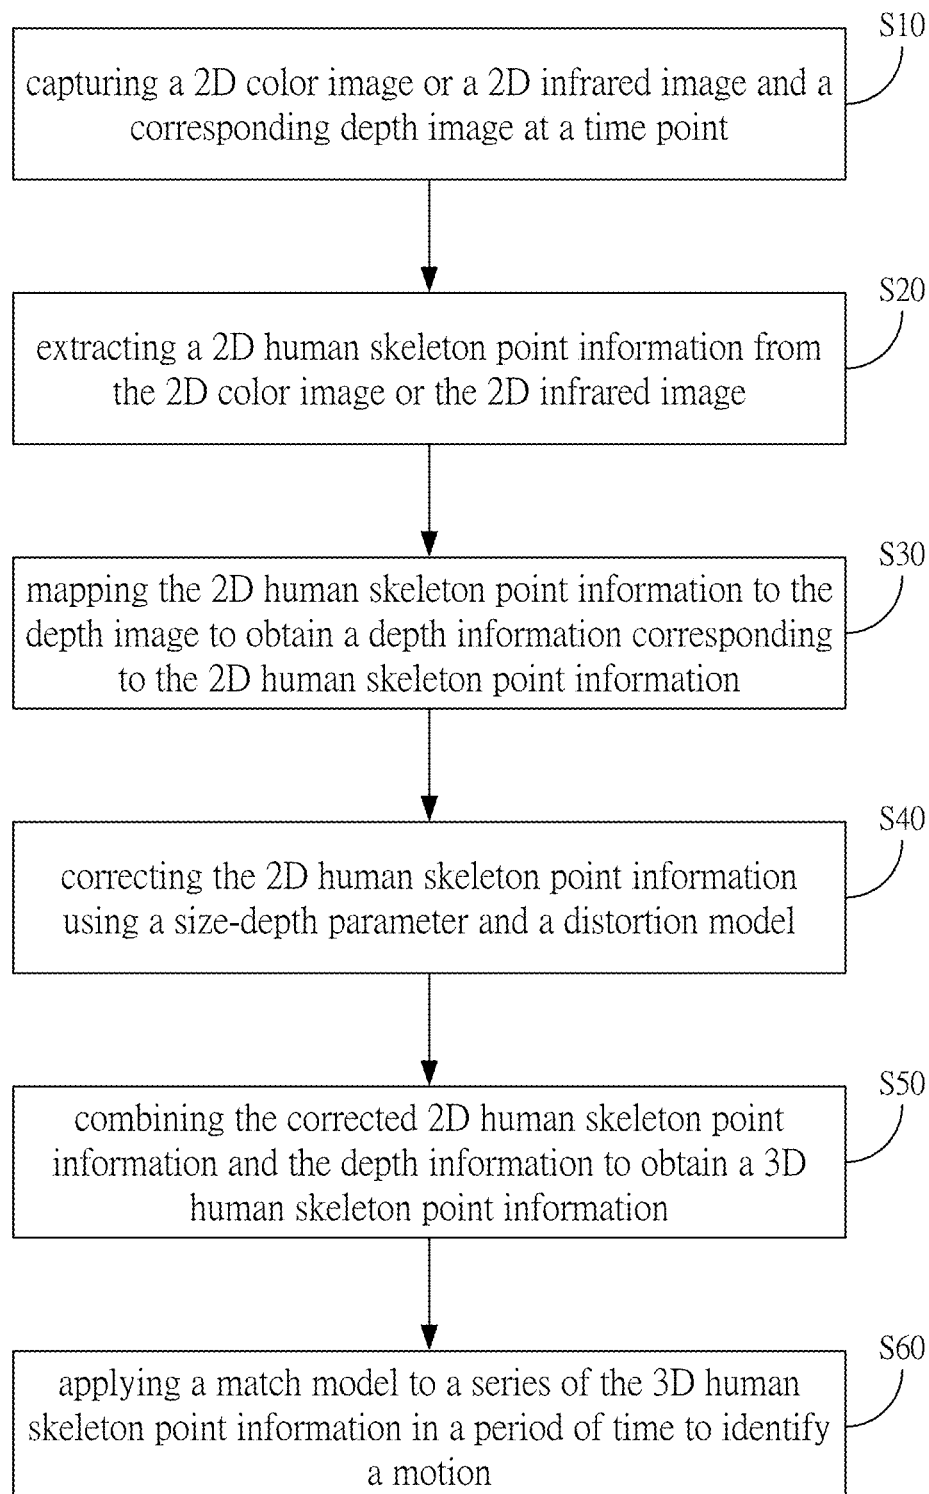 S10
capturing a 2D color image or a 2D infrared image and a
corresponding depth image at a time point
S20
extracting a 2D human skeleton point information from
the 2D color image or the 2D infrared image
S30
mapping the 2D human skeleton point information to the
depth image to obtain a depth information corresponding
to the 2D human skeleton point information
S40
correcting the 2D human skeleton point information
using a size-depth parameter and a distortion model
S50
combining the corrected 2D human skeleton point
information and the depth information to obtain a 3D
human skeleton point information
S60
applying a match model to a series of the 3D human
skeleton point information in a period of time to identify
a motion